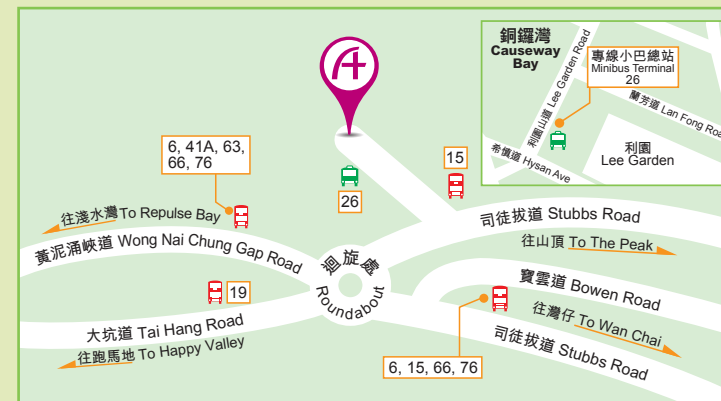 銅鑼灣
Causeway
Bay
利園山道 Lee Garden Road
專線小巴總站
Minibus Terminal
26
蘭芳道 Lan Fong Roa
希慎道 Hysan Ave
利園
Lee Garden
6, 41A, 63,
66, 76
15
26
往淺水灣 To Repulse Bay
黃泥涌峽道 Wong Nai Chung Gap Road
司徒拔道 Stubbs Road
往山頂 To The Peak
迴旋處
Roundabout
寶雲道 Bowen Road
19
往灣仔 To Wan Chai
大坑道 Tai Hang Road
司徒拔道 Stubbs Road
往跑馬地 To Happy Valley
6, 15, 66, 76